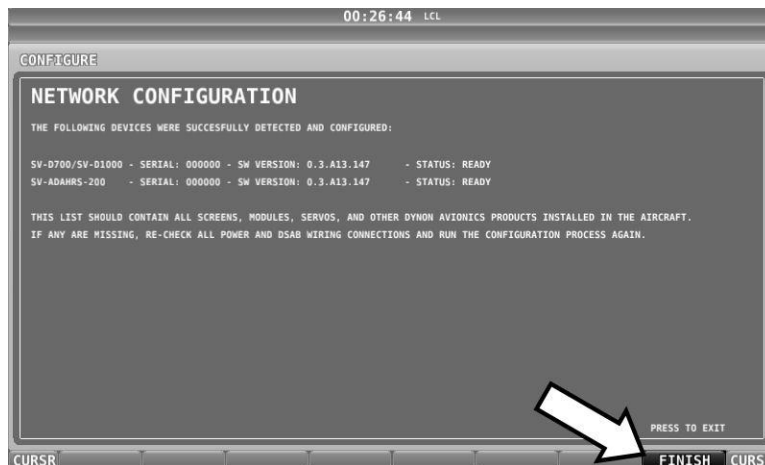 00:26:44 LCL
CONFIGURE
NETWORK CONFIGURATION
THE FOLLOWING DEVICES WERE SUCCESFULLY DETECTED AND CONFIGURED:
SV-D700/SV-D1000 - SERIAL: 000000 - SW VERSION: 0.3.A13.147 - STATUS: READY
SV-ADAHRS-200 - SERIAL: 000000 - SW VERSION: 0.3.A13.147 - STATUS: READY
THIS LIST SHOULD CONTAIN ALL SCREENS, MODULES, SERVOS, AND OTHER DYNON AVIONICS PRODUCTS INSTALLED IN THE AIRCRAFT.
IF ANY ARE MISSING, RE-CHECK ALL POWER AND DSAB WIRING CONNECTIONS AND RUN THE CONFIGURATION PROCESS AGAIN.
PRESS TO EXIT
CURSR FINISH CURS